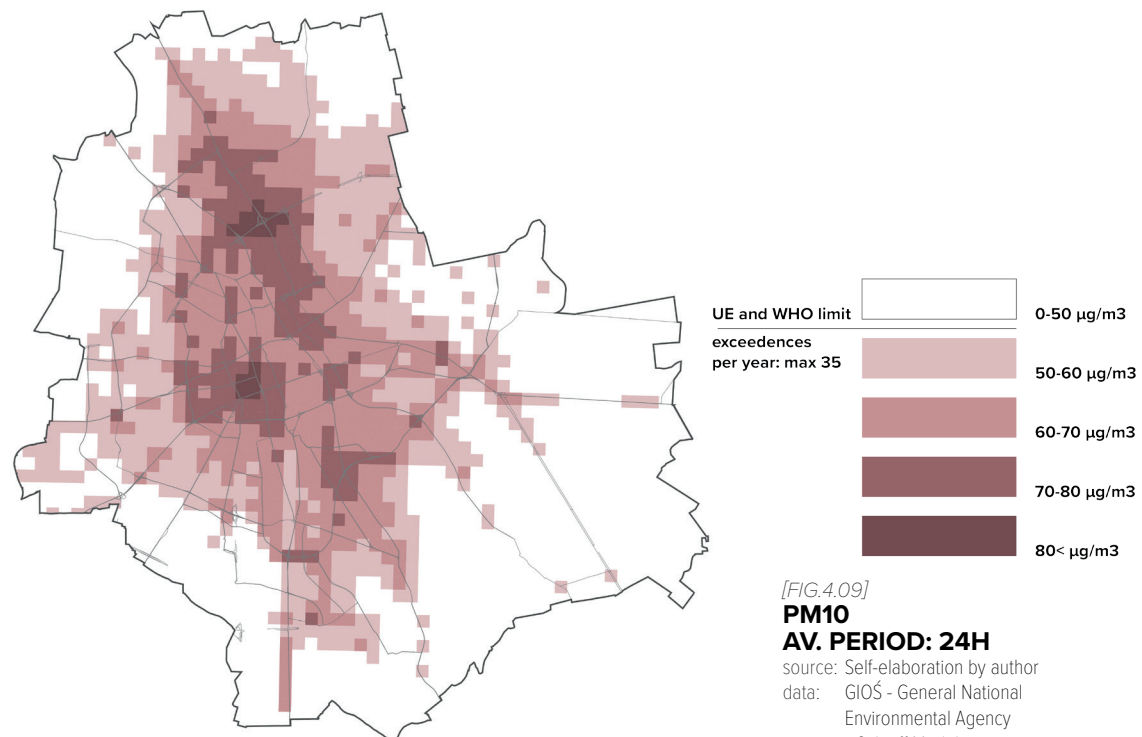 UE and WHO limit
0-50 µg/m3
exceedences
per year: max 35
50-60 µg/m3
60-70 µg/m3
70-80 µg/m3
80< µg/m3
[FIG.4.09]
PM10
AV. PERIOD: 24H
source: Self-elaboration by author
data: GIOŚ - General National
Environmental Agency